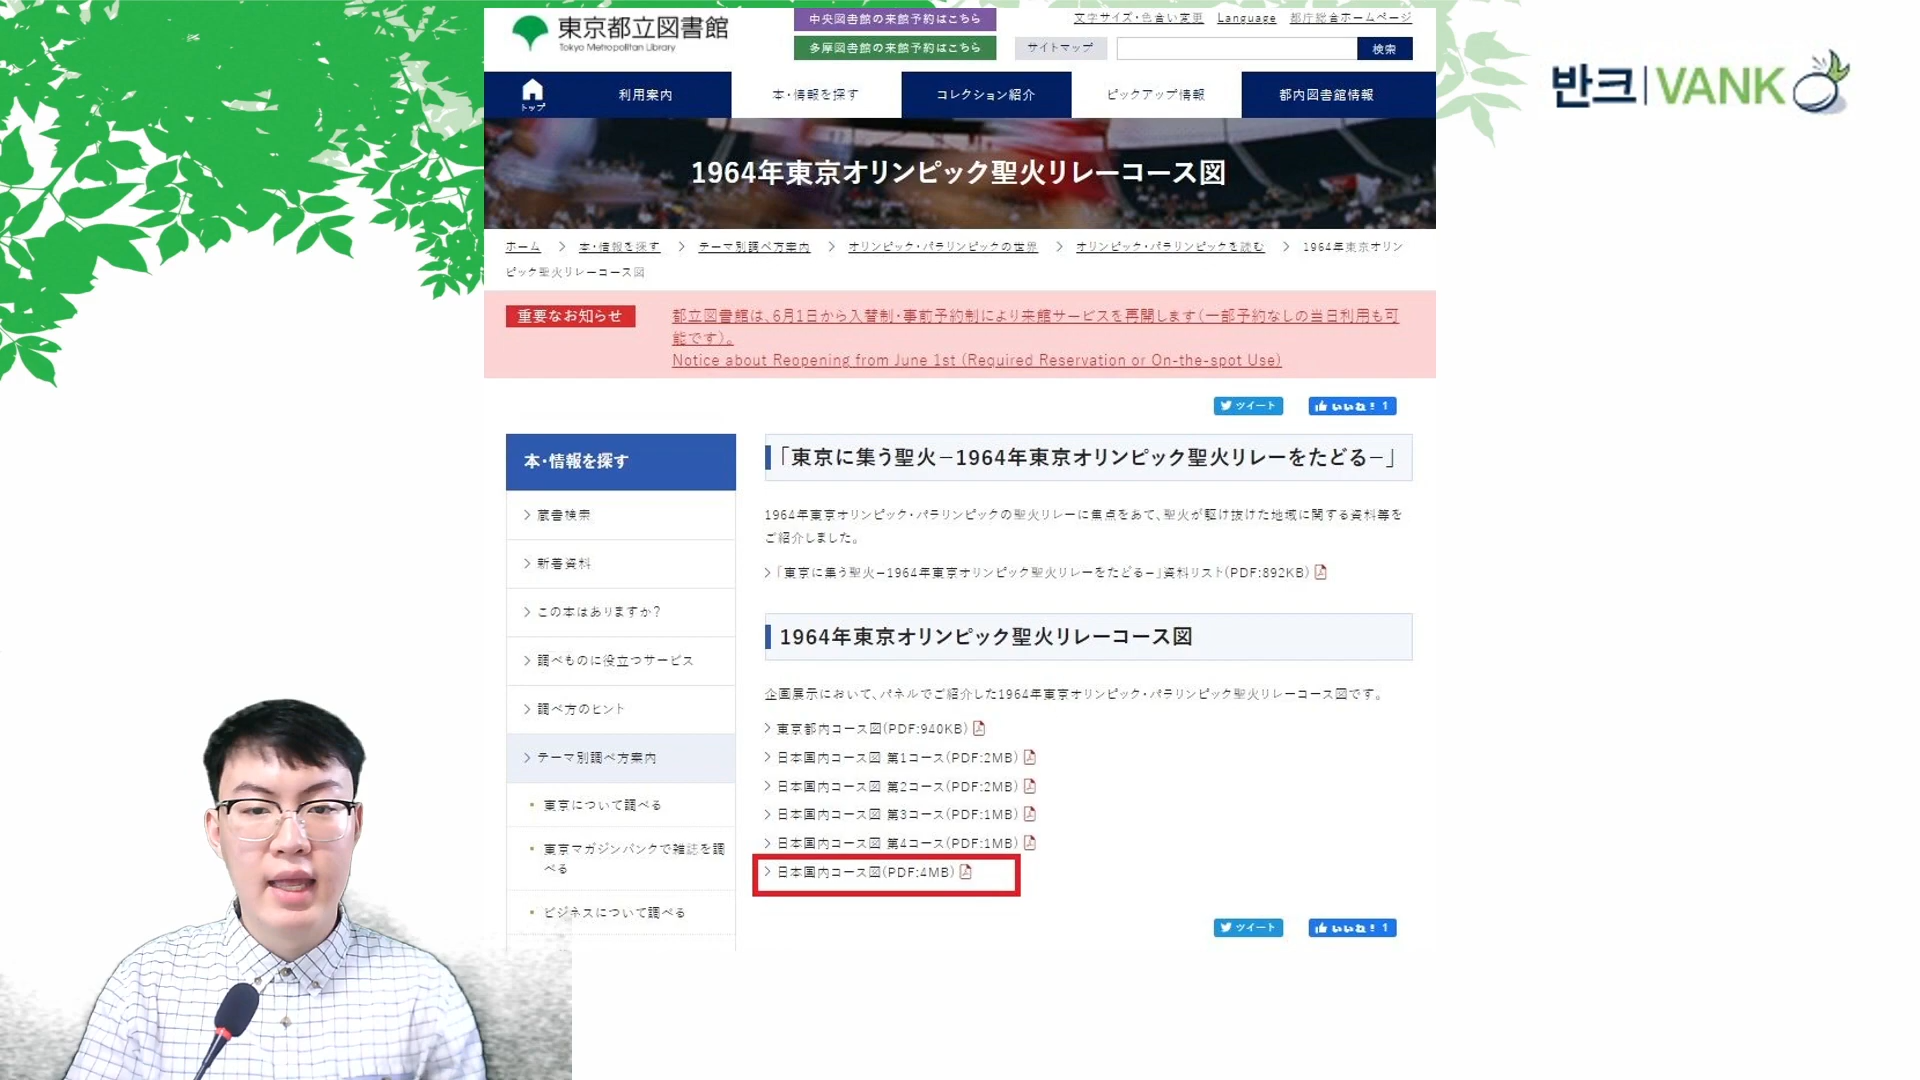 東京都立図書館
Tokyo Metropolitan Library
中央図書館の来館予約はこちら
多摩図書館の来館予約はこちら
文字サイズ・色合い変更 Language 都庁総合ホームページ
サイトマップ
検索
반크 | VANK
トップ
利用案内
本・情報を探す
コレクション紹介
ピックアップ情報
都内図書館情報
1964年東京オリンピック聖火リレーコース図
ホーム > 本・情報を探す > テーマ別調べ方案内 > オリンピック・パラリンピックの世界 > オリンピック・パラリンピックを読む > 1964年東京オリン
ピック聖火リレーコース図
重要なお知らせ
都立図書館は、6月1日から入替制・事前予約制により来館サービスを再開します(一部予約なしの当日利用も可
能です)。
Notice about Reopening from June 1st (Required Reservation or On-the-spot Use)
ツイート
いいね! 1
本・情報を探す
> 蔵書検索
> 新着資料
> この本はありますか?
> 調べものに役立つサービス
> 調べ方のヒント
> テーマ別調べ方案内
東京について調べる
東京マガジンバンクで雑誌を調
べる
ビジネスについて調べる
「東京に集う聖火-1964年東京オリンピック聖火リレーをたどる-」
1964年東京オリンピック・パラリンピックの聖火リレーに焦点をあて、聖火が駆け抜けた地域に関する資料等を
ご紹介しました。
> 「東京に集う聖火-1964年東京オリンピック聖火リレーをたどる-」資料リスト(PDF:892KB)
1964年東京オリンピック聖火リレーコース図
企画展示において、パネルでご紹介した1964年東京オリンピック・パラリンピック聖火リレーコース図です。
> 東京都内コース図(PDF:940KB)
> 日本国内コース図 第1コース(PDF:2MB)
> 日本国内コース図 第2コース(PDF:2MB)
> 日本国内コース図 第3コース(PDF:1MB)
> 日本国内コース図 第4コース(PDF:1MB)
> 日本国内コース図(PDF:4MB)
ツイート
いいね! 1